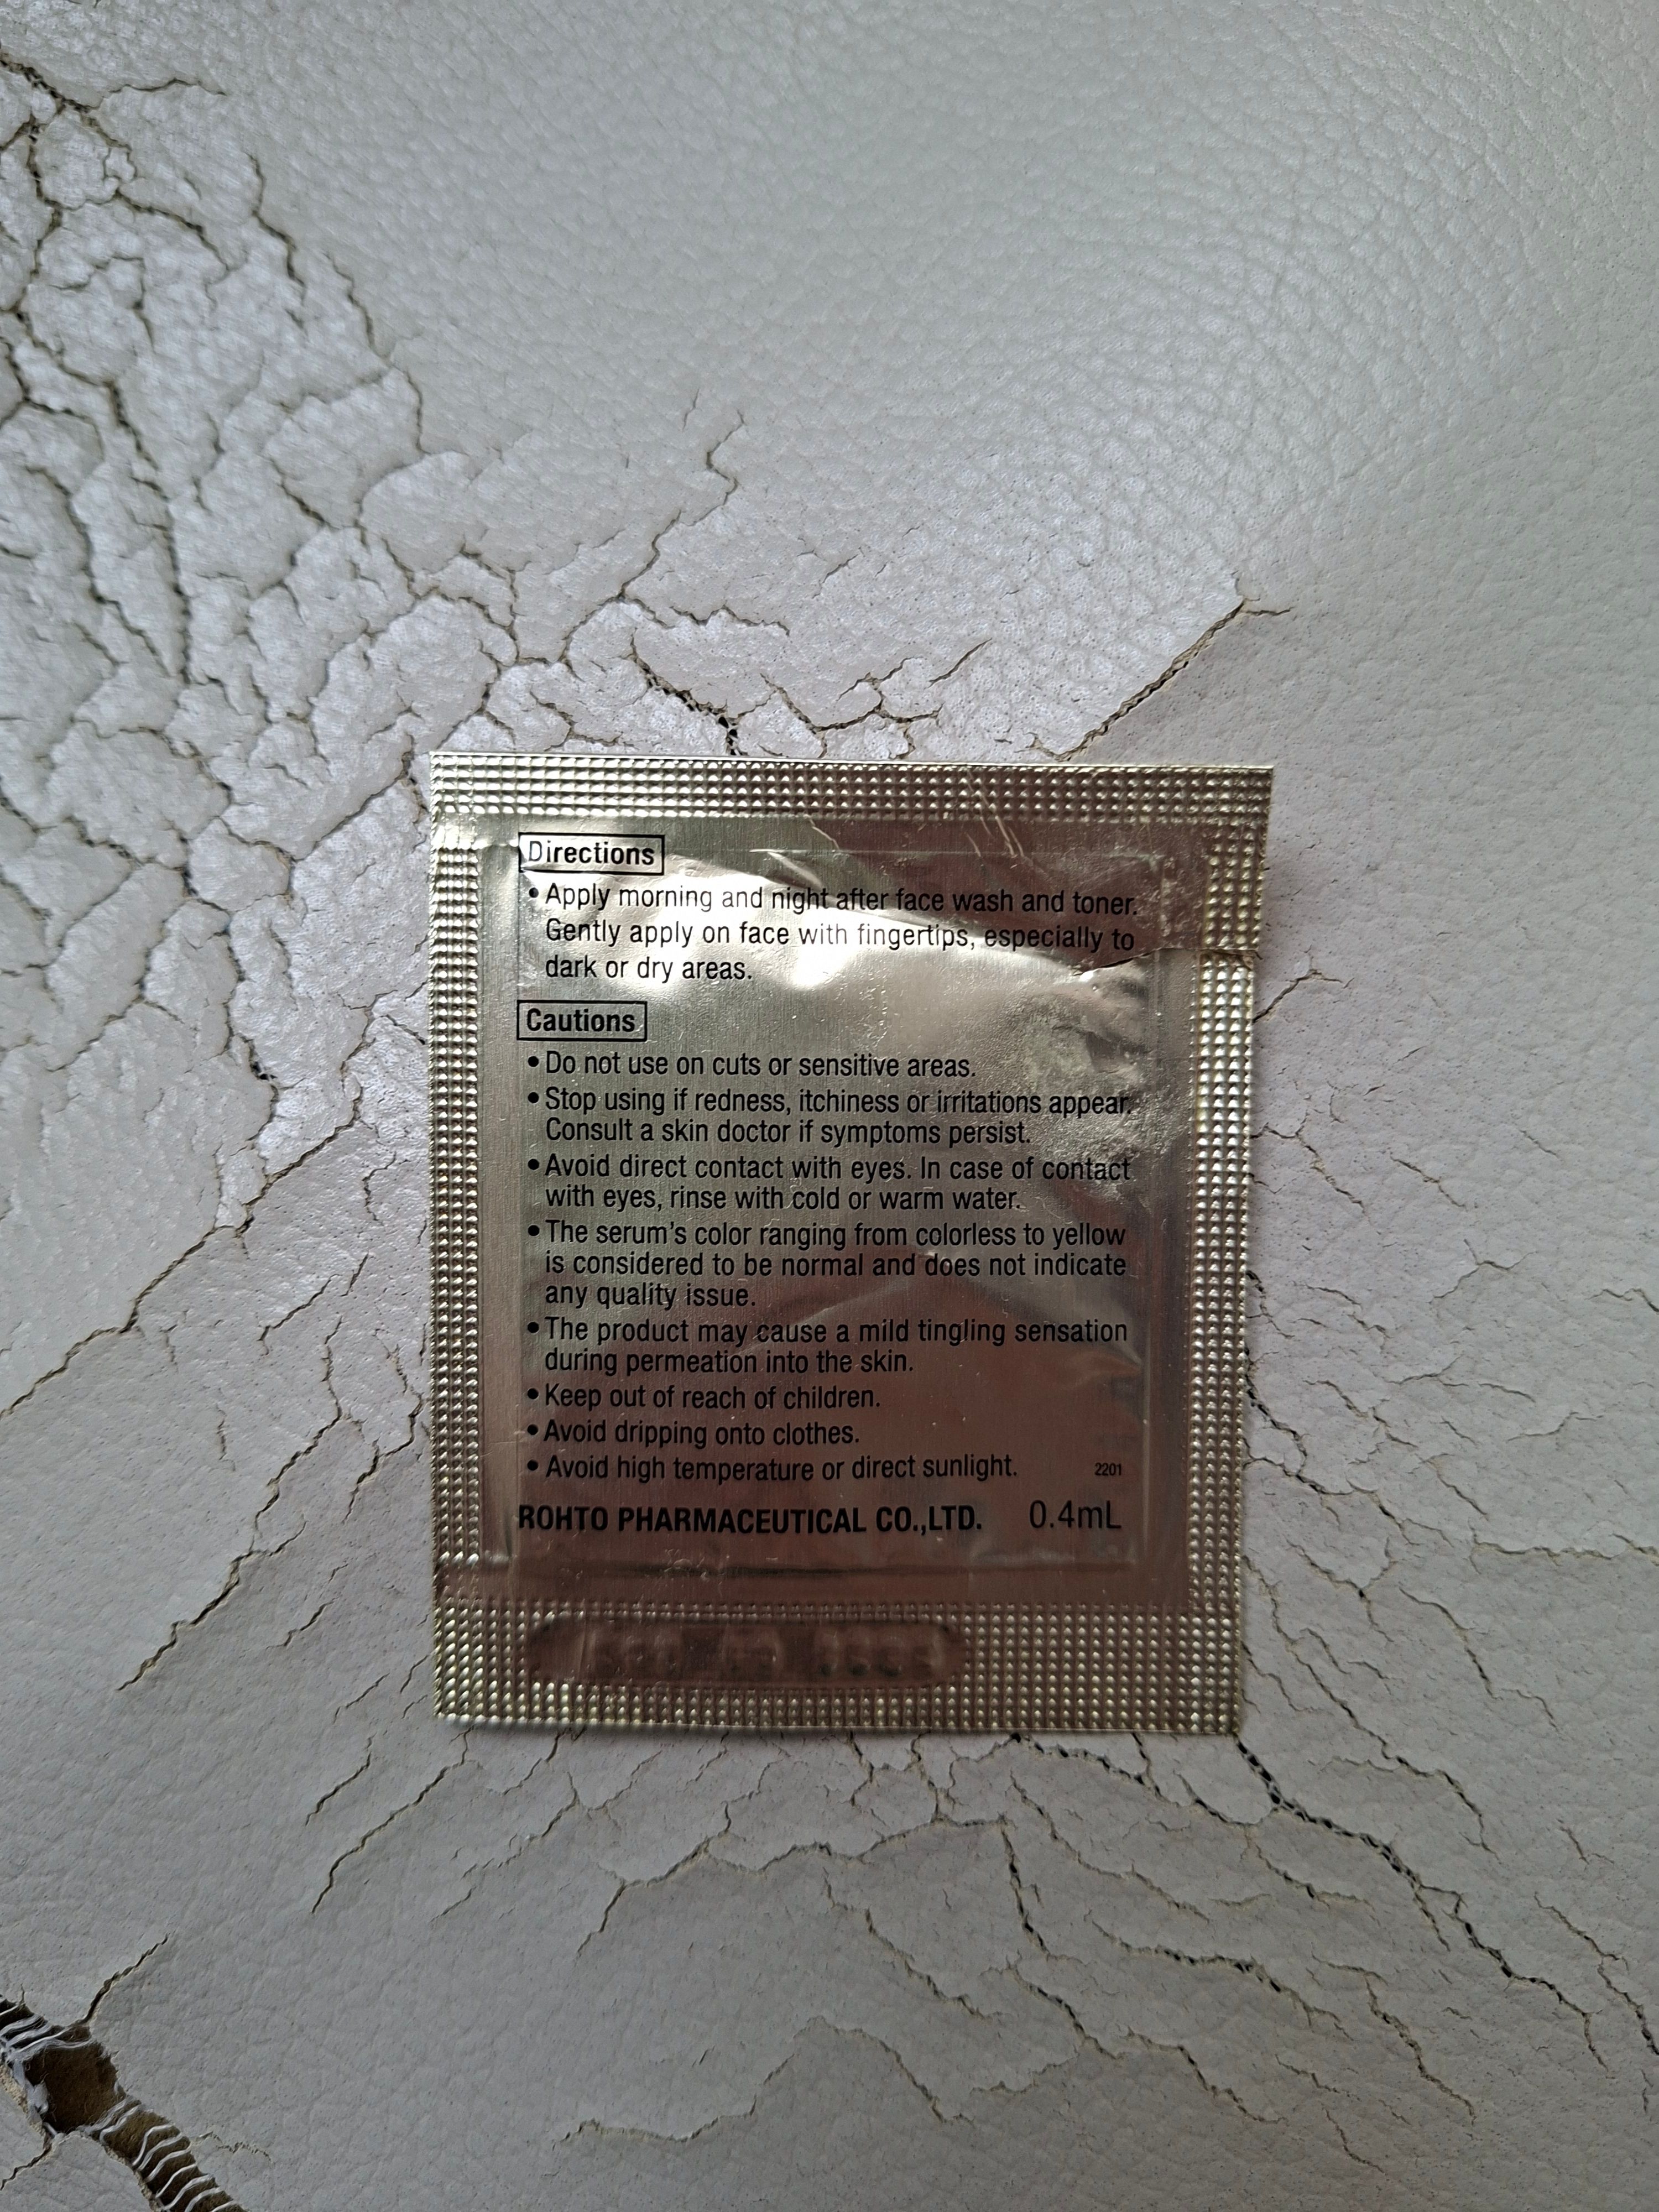 Directions
• Apply morning and night after face wash and toner.
Gently apply on face with fingertips, especially to
dark or dry areas.
Cautions
• Do not use on cuts or sensitive areas.
• Stop using if redness, itchiness or irritations appear.
Consult a skin doctor if symptoms persist.
• Avoid direct contact with eyes. In case of contact
with eyes, rinse with cold or warm water.
• The serum's color ranging from colorless to yellow
is considered to be normal and does not indicate
any quality issue.
• The product may cause a mild tingling sensation
during permeation into the skin.
• Keep out of reach of children.
• Avoid dripping onto clothes.
• Avoid high temperature or direct sunlight. 2201
ROHTO PHARMACEUTICAL CO.,LTD. 0.4mL